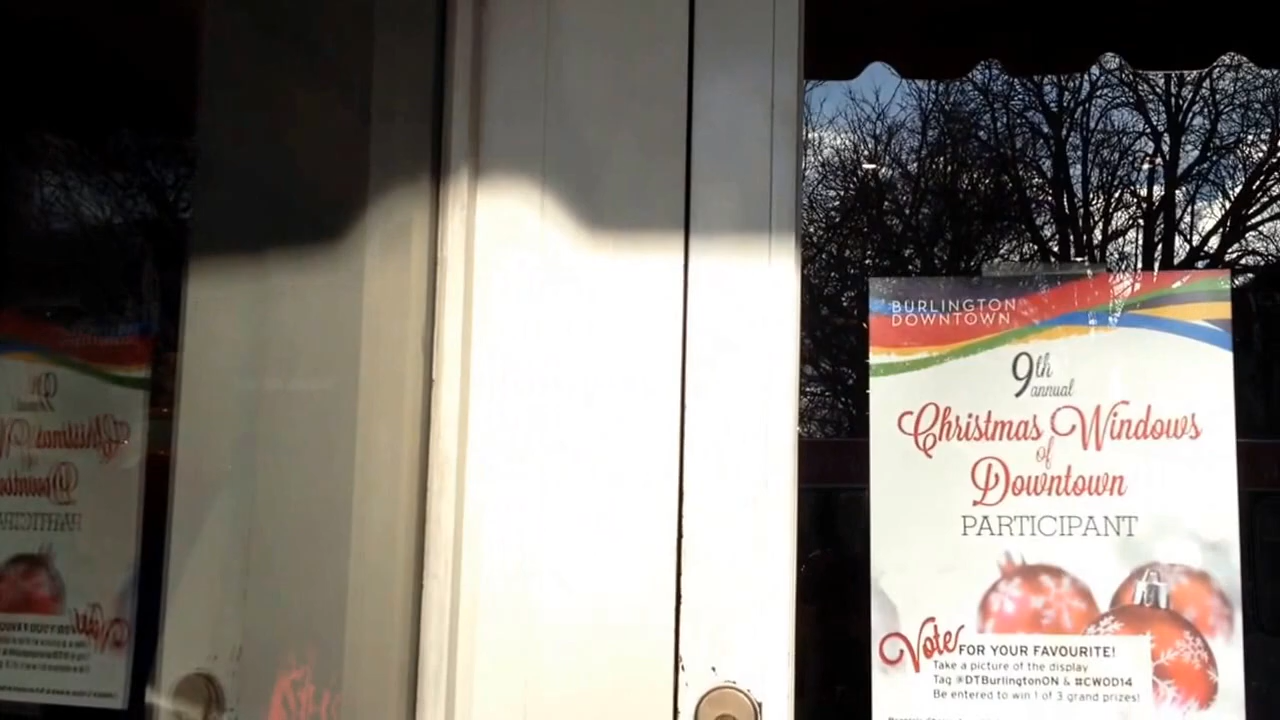 BURLINGTON
DOWNTOWN
9th
annual
Christmas Windows
of
Downtown
PARTICIPANT
Vote FOR YOUR FAVOURITE!
Take a picture of the display
Tag @DTBurlingtonON & #CWOD14
Be entered to win 1 of 3 grand prizes!